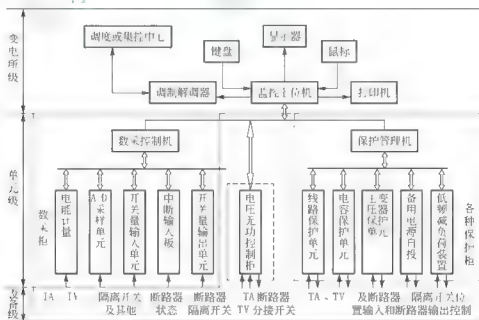 变电所级
调度或集控中心
键盘
显示器
鼠标
调制解调器
监控上位机
打印机
单元级
数采控制机
保护管理机
数采柜
电能计量
A/D采样单元
开关量输入单元
中断输入板
开关量输出单元
电压无功控制柜
线路保护单元
电容保护单元
变压器主保护单元
备用电源自投
低频减负荷装置
各种保护柜
设备级
TA TV
隔离开关及其他
断路器状态
断路器隔离开关
TA断路器
TV分接开关
TA、TV
及断路器
隔离开关位
置输入和断路器输出控制